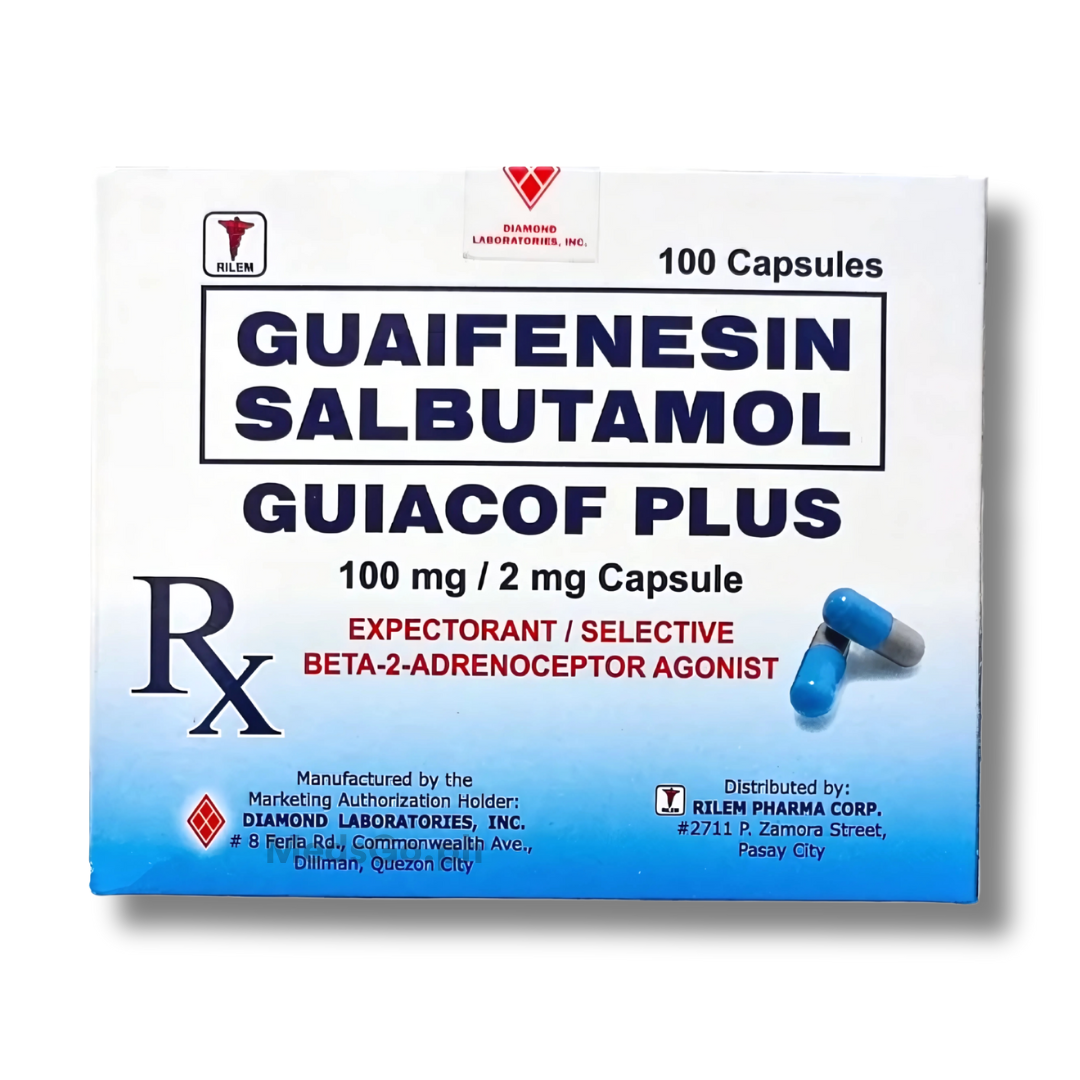 DIAMOND
LABORATORIES, INC.
RILEM
100 Capsules
GUAIFENESIN
SALBUTAMOL
GUIACOF PLUS
100 mg / 2 mg Capsule
Rx
EXPECTORANT / SELECTIVE
BETA-2-ADRENOCEPTOR AGONIST
Manufactured by the
Marketing Authorization Holder:
DIAMOND LABORATORIES, INC.
# 8 Feria Rd., Commonwealth Ave.,
Diliman, Quezon City
MedsGo.ph
Distributed by:
RILEM PHARMA CORP.
#2711 P. Zamora Street,
Pasay City